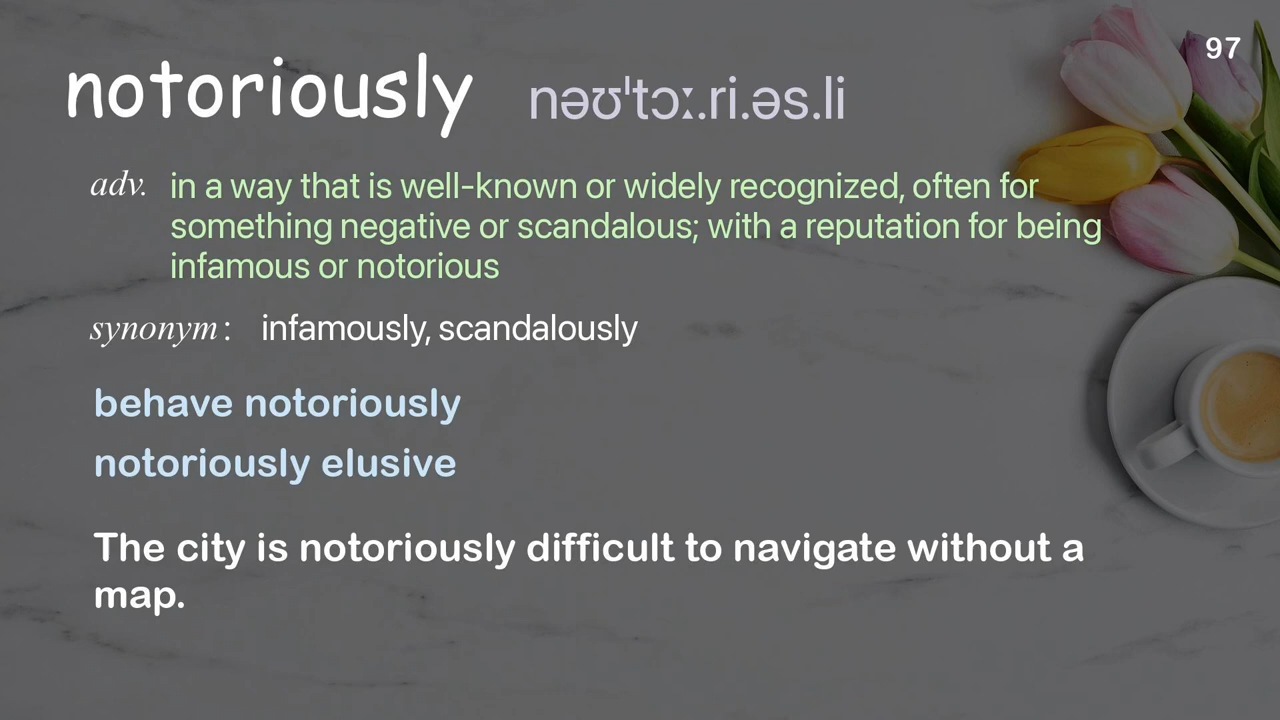 97
notoriously nəʊˈtɔː.ri.əs.li
adv. in a way that is well-known or widely recognized, often for
something negative or scandalous; with a reputation for being
infamous or notorious
synonym: infamously, scandalously
behave notoriously
notoriously elusive
The city is notoriously difficult to navigate without a
map.